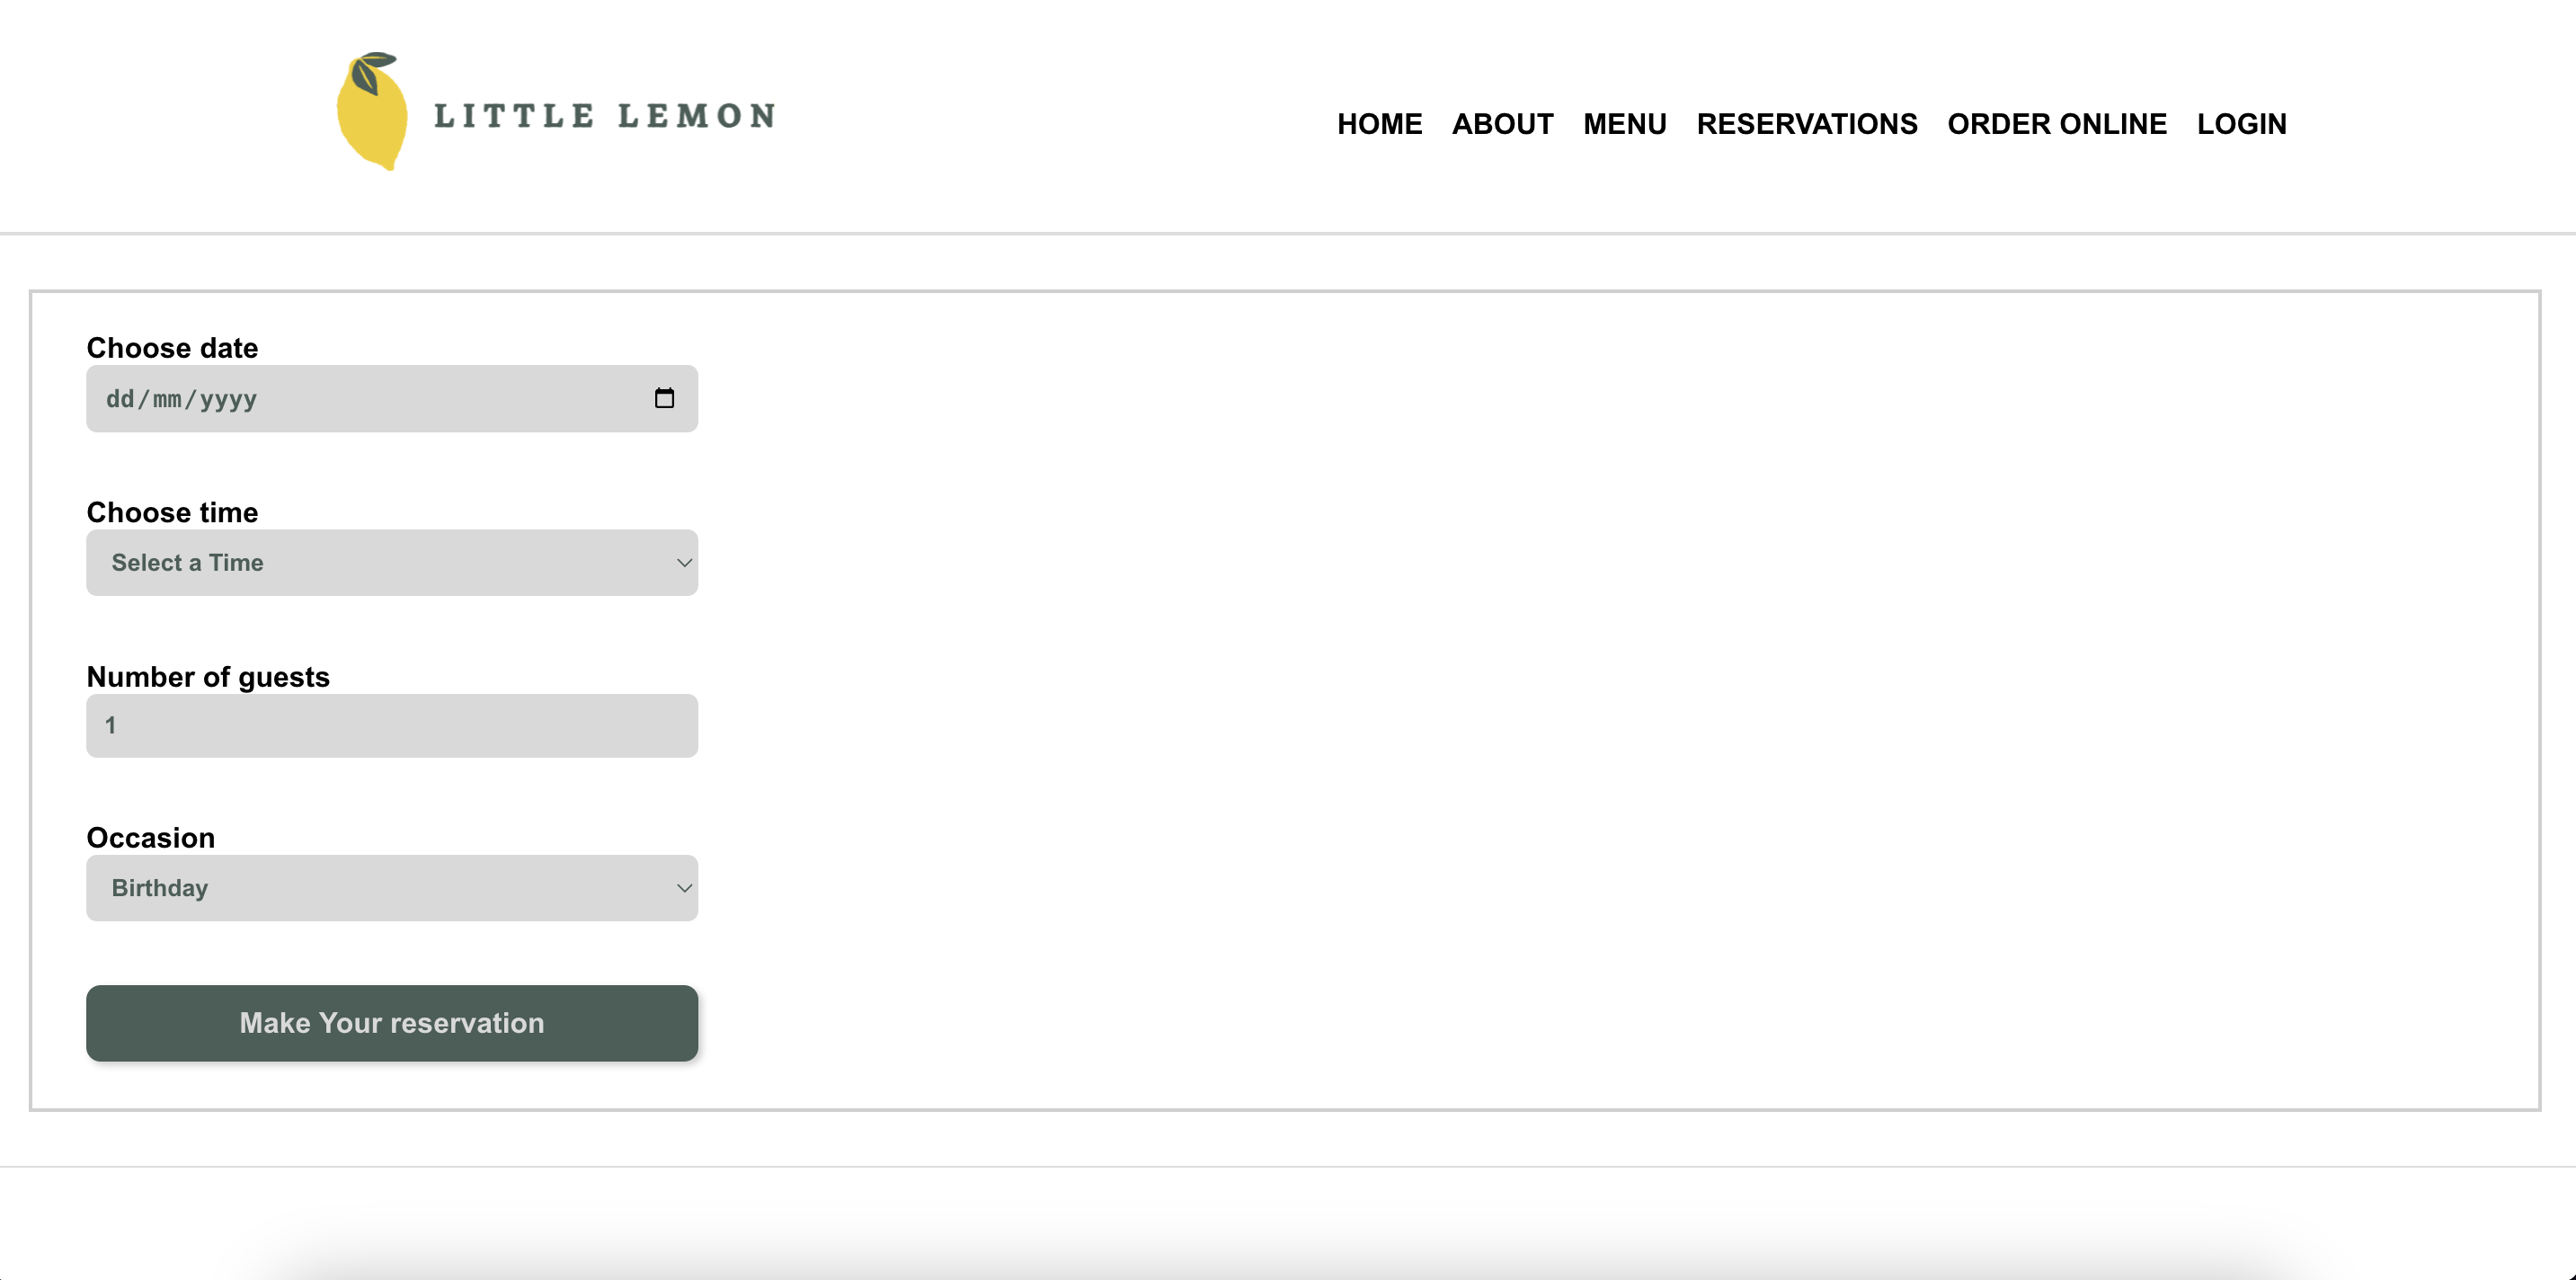 LITTLE LEMON
HOME ABOUT MENU RESERVATIONS ORDER ONLINE LOGIN
Choose date
dd/mm/yyyy
Choose time
Select a Time
Number of guests
1
Occasion
Birthday
Make Your reservation